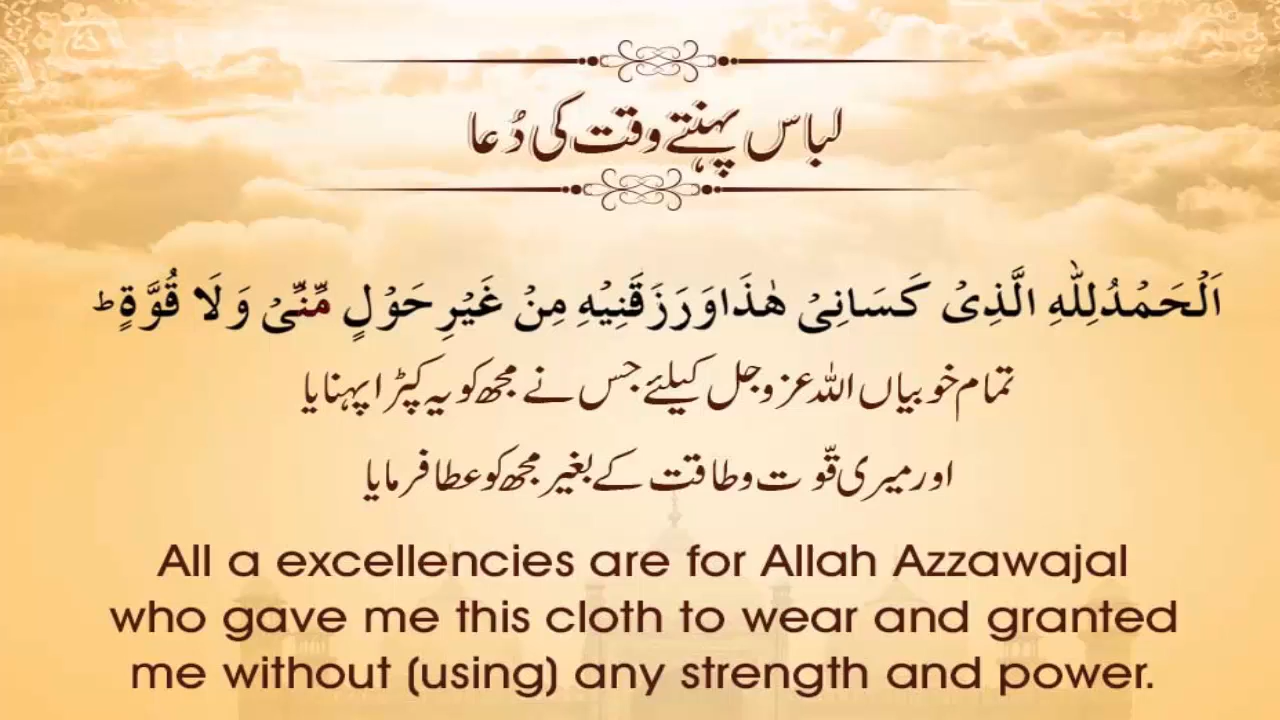 لباس پہنتے وقت کی دُعا
اَلْحَمْدُلِلّٰهِ الَّذِیْ كَسَانِیْ هٰذَاوَرَزَقَنِیْهِ مِنْ غَیْرِ حَوْلٍ مِّنِّیْ وَلَا قُوَّةٍ ؕ
تمام خوبیاں اللہ عزوجل کیلئے جس نے مجھ کو یہ کپڑا پہنایا
اور میری قوّت وطاقت کے بغیر مجھ کو عطا فرمایا
All a excellencies are for Allah Azzawajal
who gave me this cloth to wear and granted
me without (using) any strength and power.